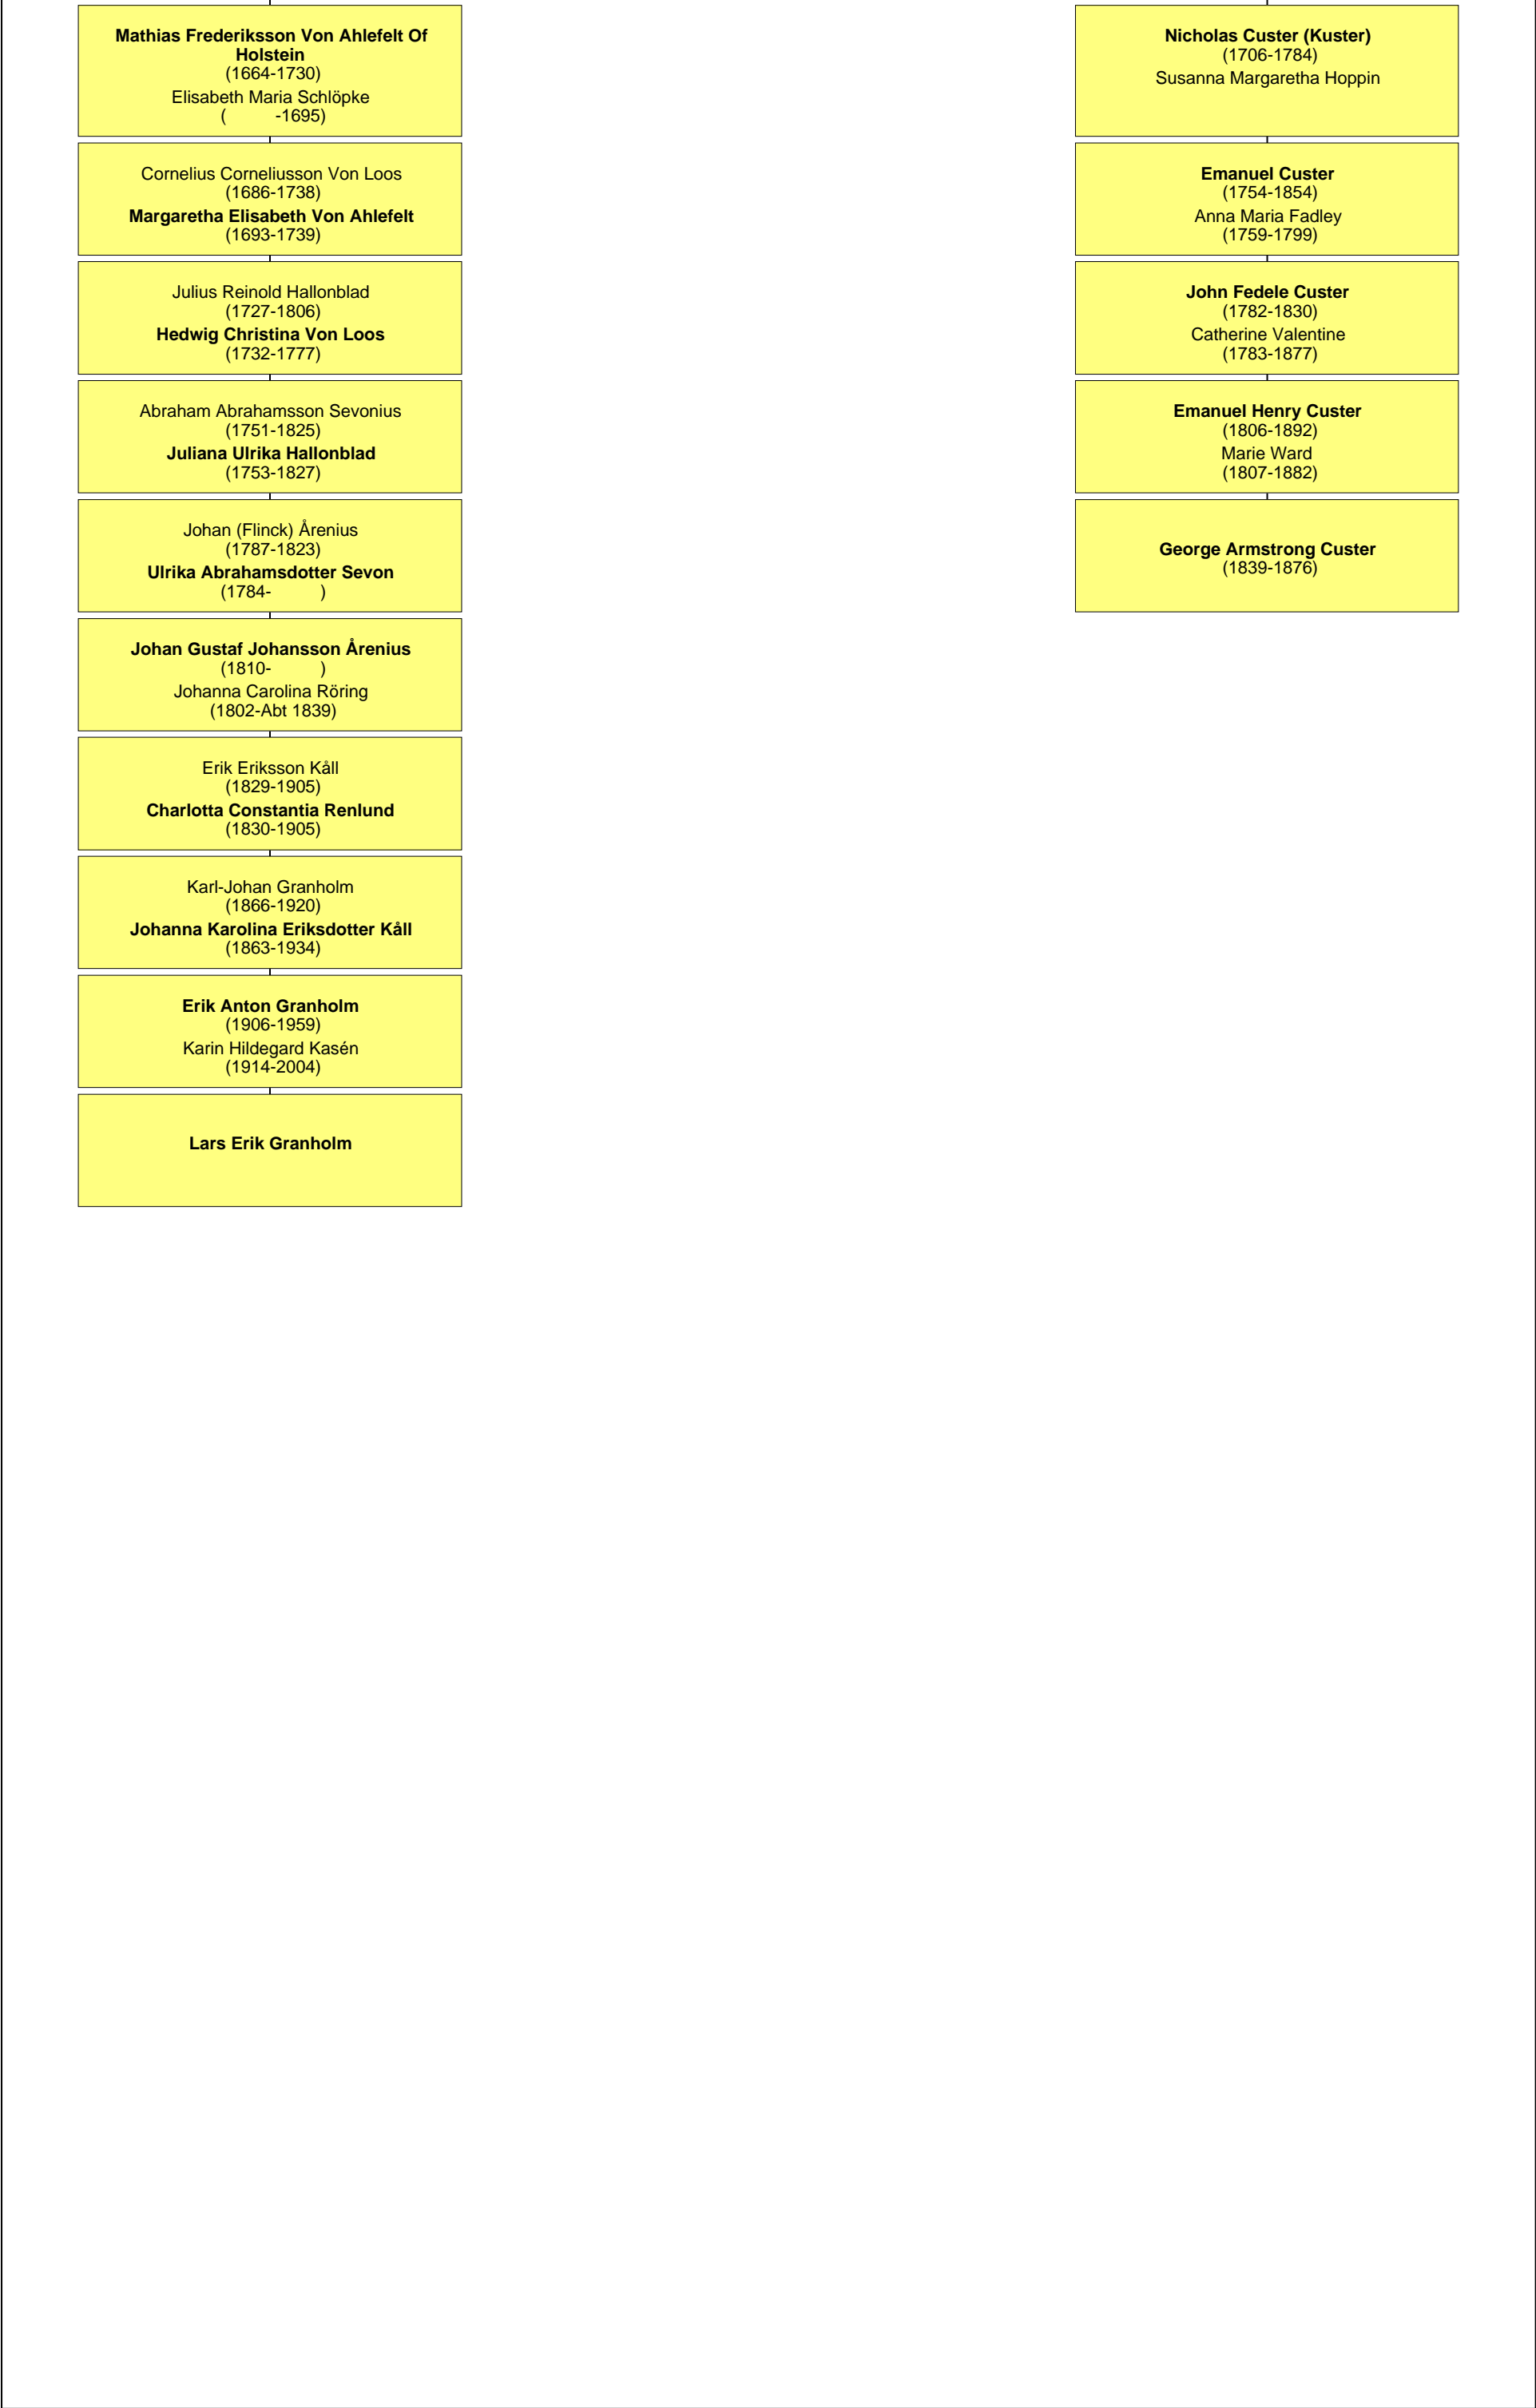 Mathias Frederiksson Von Ahlefelt Of
Holstein
(1664-1730)
Elisabeth Maria Schlöpke
( -1695)
Cornelius Corneliusson Von Loos
(1686-1738)
Margaretha Elisabeth Von Ahlefelt
(1693-1739)
Julius Reinold Hallonblad
(1727-1806)
Hedwig Christina Von Loos
(1732-1777)
Abraham Abrahamsson Sevonius
(1751-1825)
Juliana Ulrika Hallonblad
(1753-1827)
Johan (Flinck) Årenius
(1787-1823)
Ulrika Abrahamsdotter Sevon
(1784- )
Johan Gustaf Johansson Årenius
(1810- )
Johanna Carolina Röring
(1802-Abt 1839)
Erik Eriksson Kåll
(1829-1905)
Charlotta Constantia Renlund
(1830-1905)
Karl-Johan Granholm
(1866-1920)
Johanna Karolina Eriksdotter Kåll
(1863-1934)
Erik Anton Granholm
(1906-1959)
Karin Hildegard Kasén
(1914-2004)
Lars Erik Granholm
Nicholas Custer (Kuster)
(1706-1784)
Susanna Margaretha Hoppin
Emanuel Custer
(1754-1854)
Anna Maria Fadley
(1759-1799)
John Fedele Custer
(1782-1830)
Catherine Valentine
(1783-1877)
Emanuel Henry Custer
(1806-1892)
Marie Ward
(1807-1882)
George Armstrong Custer
(1839-1876)